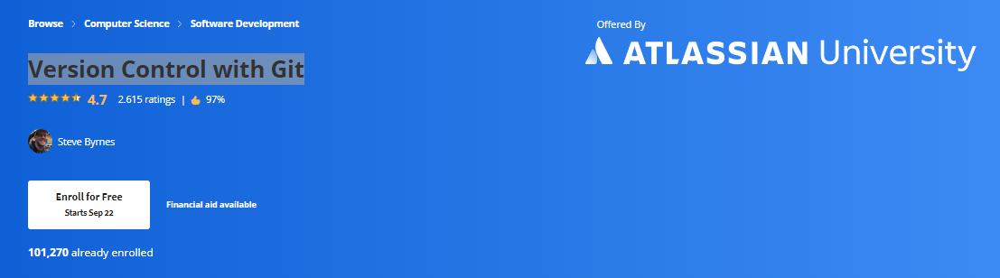 Browse > Computer Science > Software Development
Offered By
ATLASSIAN University
Version Control with Git
4.7 2.615 ratings | 97%
Steve Byrnes
Enroll for Free
Starts Sep 22
Financial aid available
101,270 already enrolled